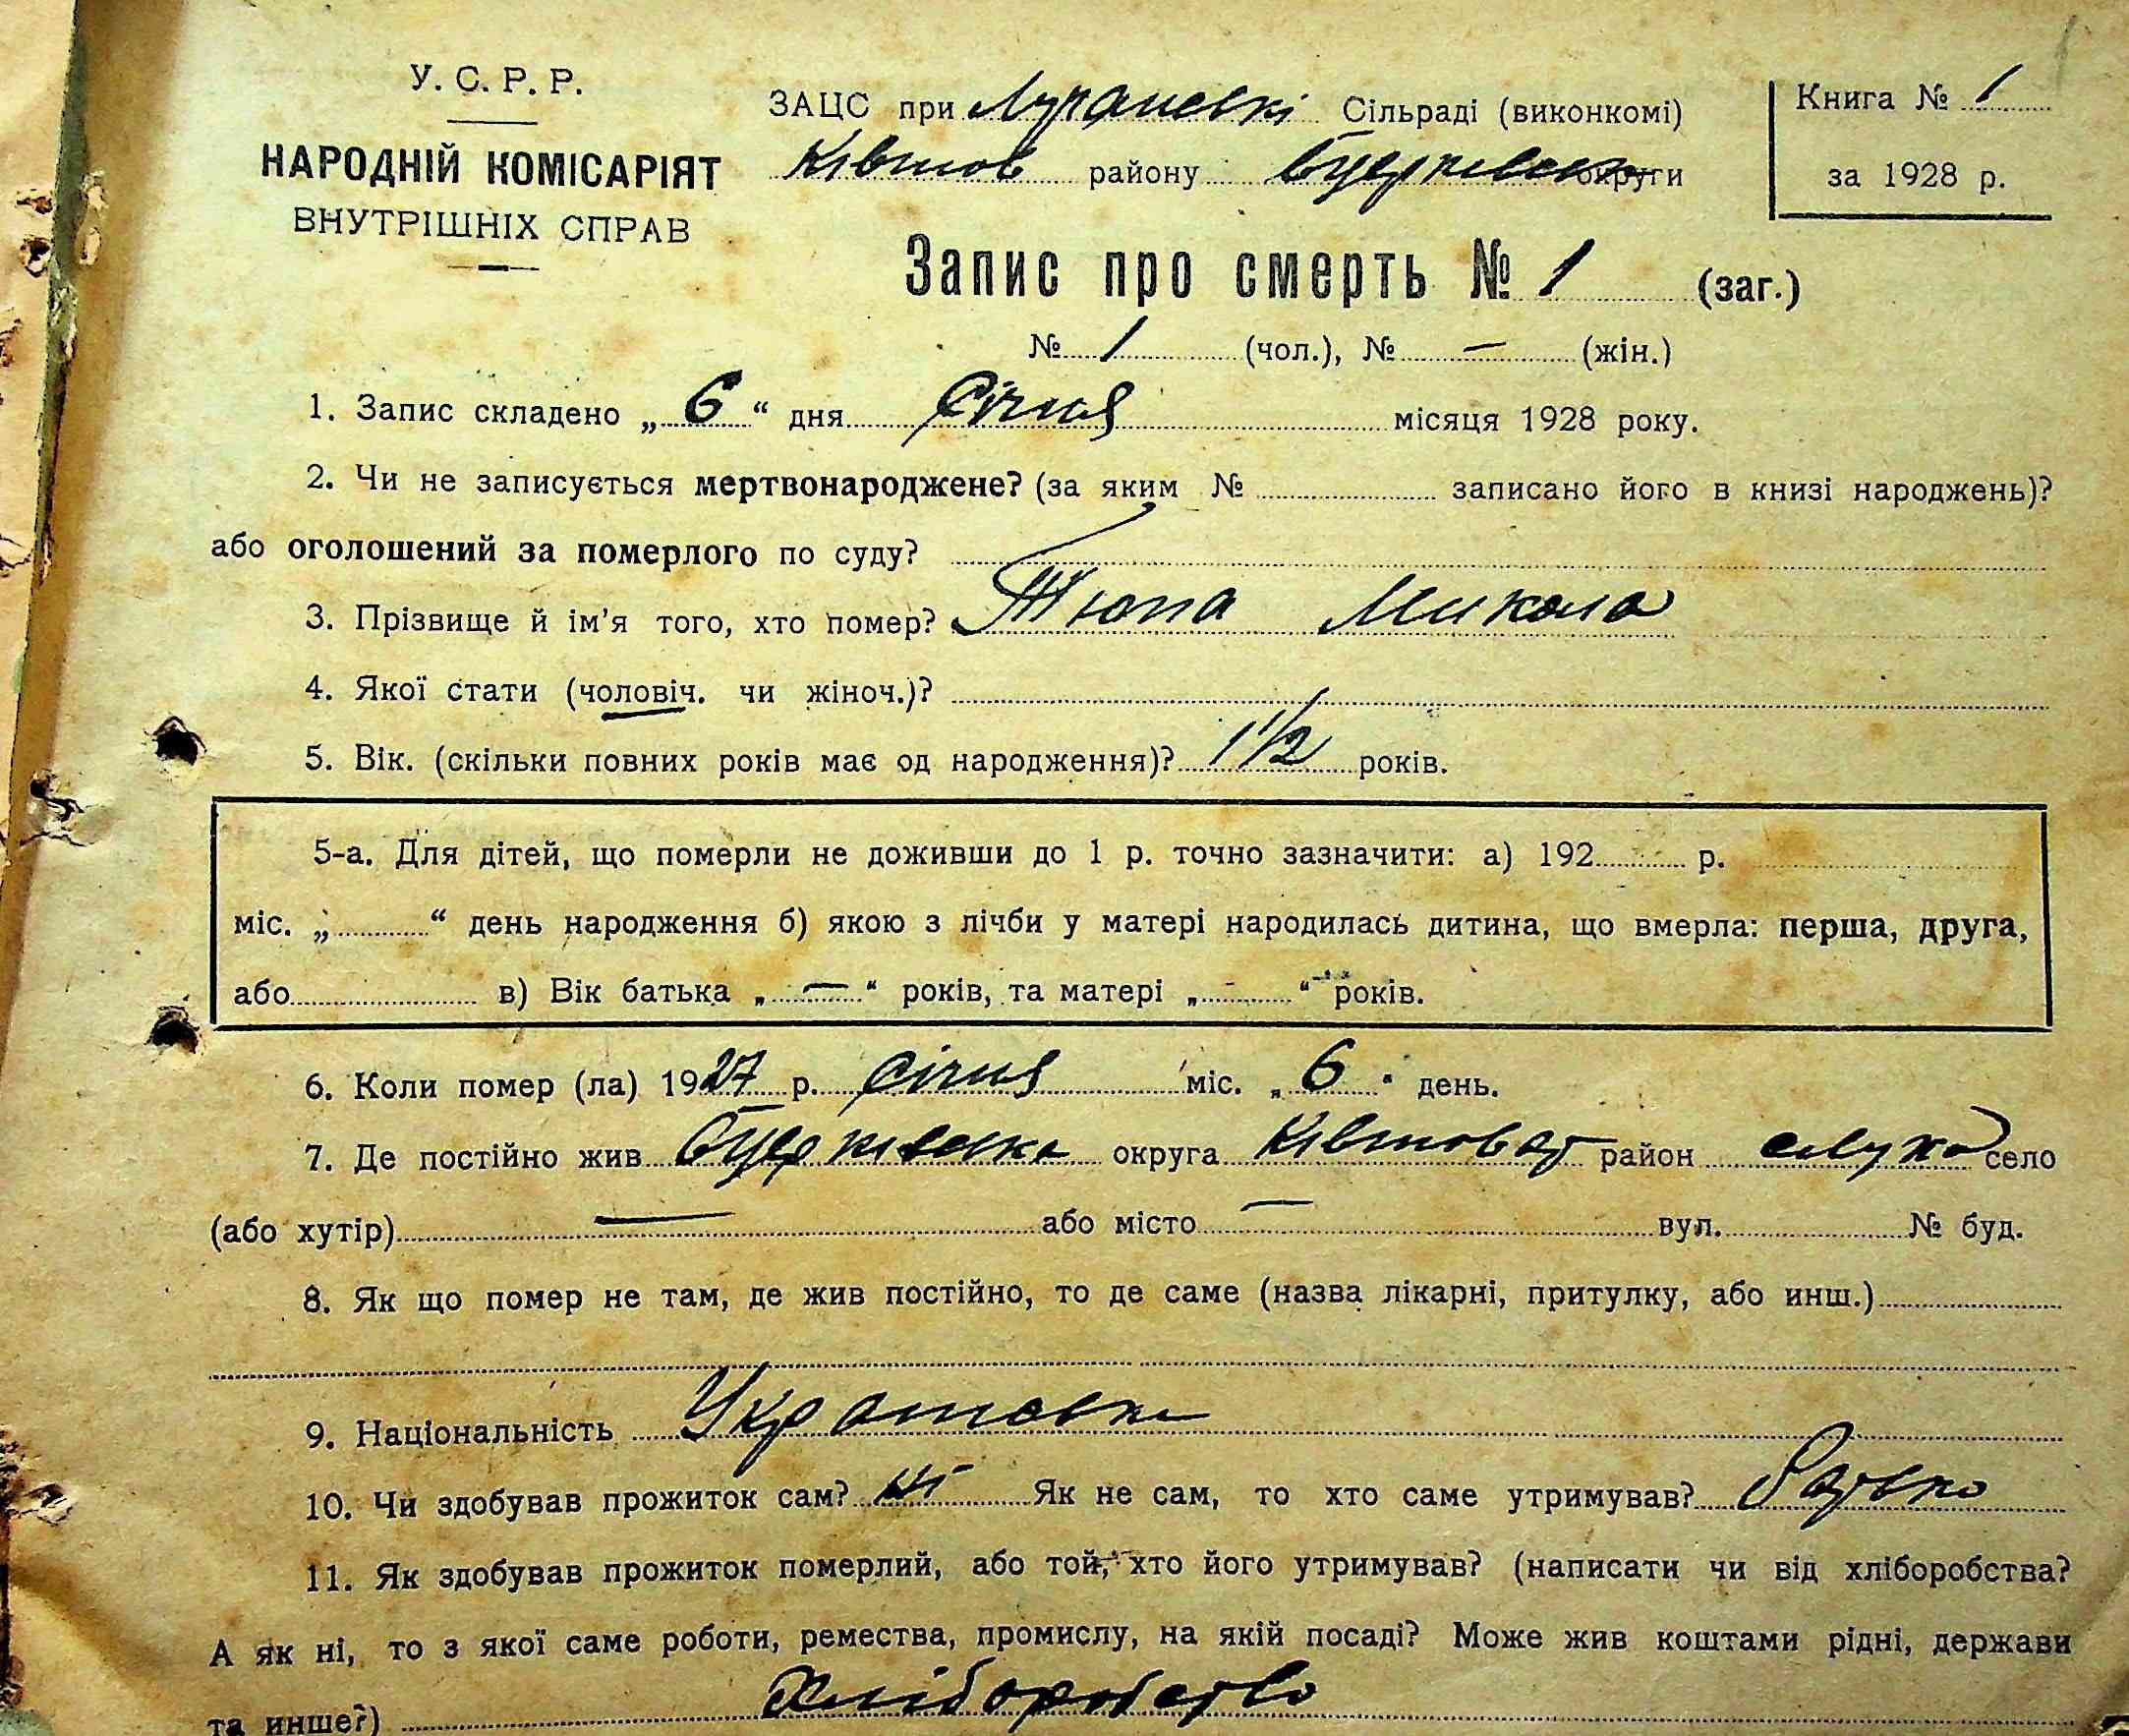 У. С. Р. Р.
НАРОДНІЙ КОМІСАРІЯТ
ВНУТРІШНІХ СПРАВ
ЗАЦС при Сільраді (виконкомі)
району округи
Книга № 1
за 1928 р.
Запис про смерть № 1 (заг.)
№ 1 (чол.), № — (жін.)
1. Запис складено „ 6 “ дня Січня місяця 1928 року.
2. Чи не записується мертвонароджене? (за яким № записано його в книзі народжень)?
або оголошений за померлого по суду?
3. Прізвище й ім'я того, хто помер? Тюпа Микола
4. Якої стати (чоловіч. чи жіноч.)?
5. Вік. (скільки повних років має од народження)? 1 1/2 років.
5-а. Для дітей, що померли не доживши до 1 р. точно зазначити: а) 192 р.
міс. „ “ день народження б) якою з лічби у матері народилась дитина, що вмерла: перша, друга,
або в) Вік батька „ — “ років, та матері „ “ років.
6. Коли помер (ла) 1927 р. Січня міс. „ 6 “ день.
7. Де постійно жив округа район село
(або хутір) — або місто — вул. № буд.
8. Як що помер не там, де жив постійно, то де саме (назва лікарні, притулку, або инш.)
9. Національність
10. Чи здобував прожиток сам? ні Як не сам, то хто саме утримував? Батько
11. Як здобував прожиток померлий, або той, хто його утримував? (написати чи від хліборобства?
А як ні, то з якої саме роботи, ремества, промислу, на якій посаді? Може жив коштами рідні, держави
та инше?) Хліборобство